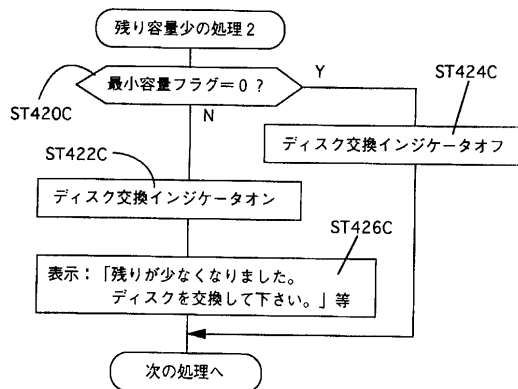 残り容量少の処理2
最小容量フラグ=0?
Y
N
ST420C
ST424C
ディスク交換インジケータオフ
ST422C
ディスク交換インジケータオン
ST426C
表示:「残りが少なくなりました。
ディスクを交換して下さい。」等
次の処理へ